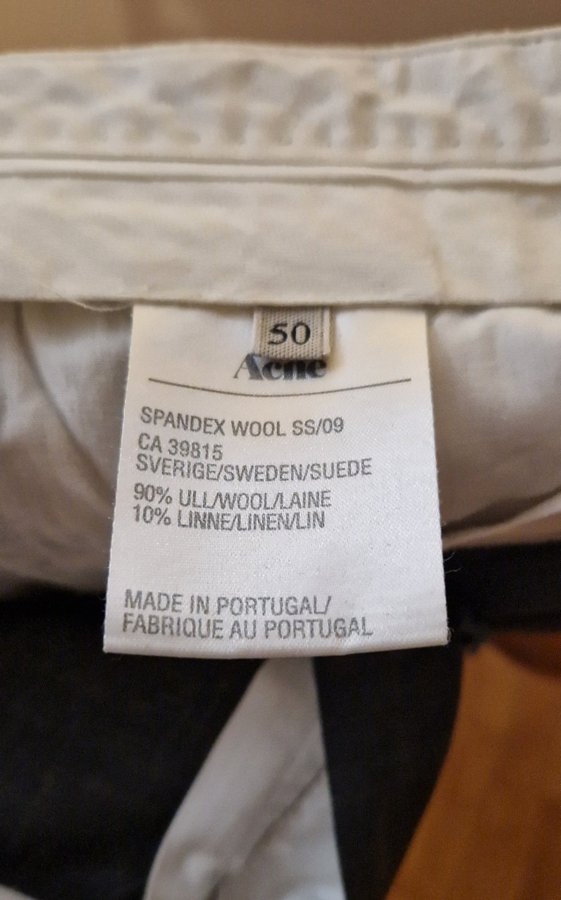 50
Acne
SPANDEX WOOL SS/09
CA 39815
SVERIGE/SWEDEN/SUEDE
90% ULL/WOOL/LAINE
10% LINNE/LINEN/LIN
MADE IN PORTUGAL/
FABRIQUE AU PORTUGAL